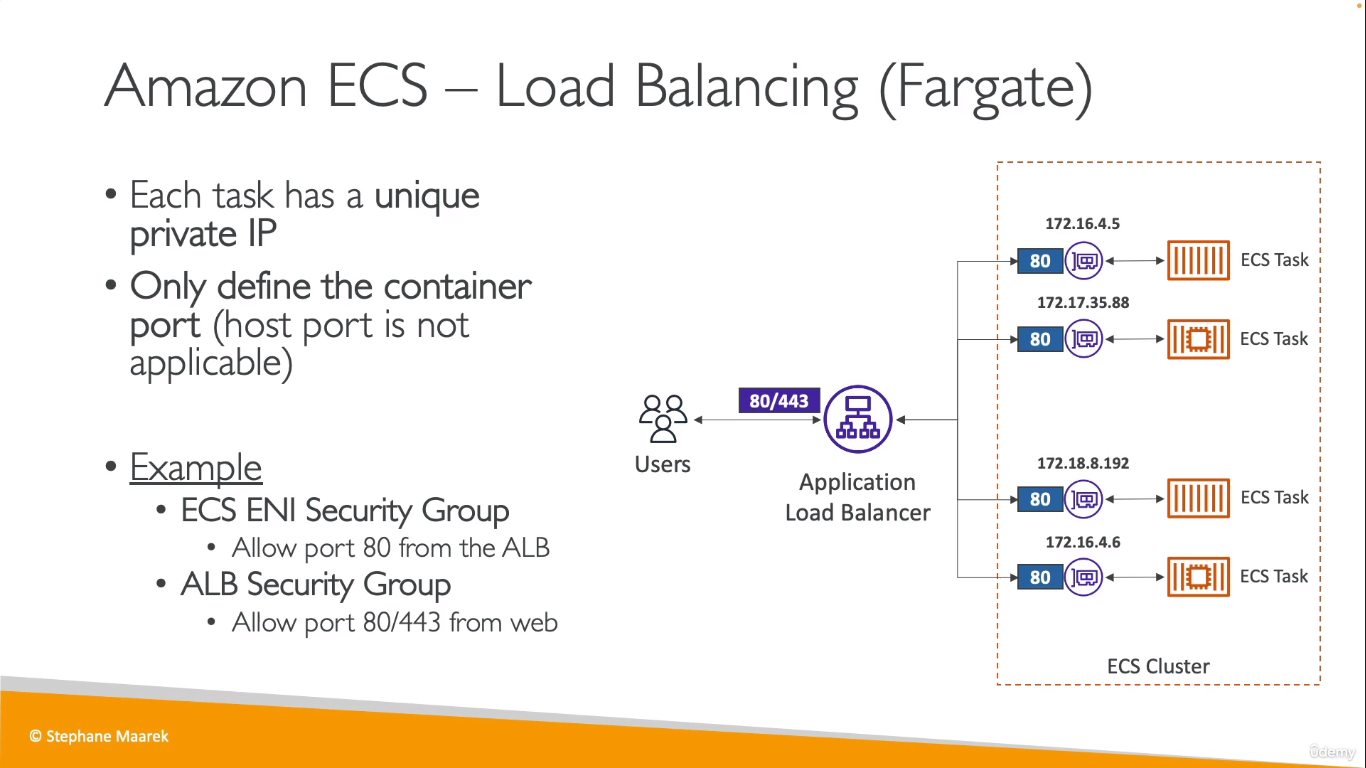 Amazon ECS – Load Balancing (Fargate)
• Each task has a unique
private IP
• Only define the container
port (host port is not
applicable)
• Example
• ECS ENI Security Group
• Allow port 80 from the ALB
• ALB Security Group
• Allow port 80/443 from web
Users
80/443
Application
Load Balancer
172.16.4.5
80
ECS Task
172.17.35.88
80
ECS Task
172.18.8.192
80
ECS Task
172.16.4.6
80
ECS Task
ECS Cluster
© Stephane Maarek
ûdemy